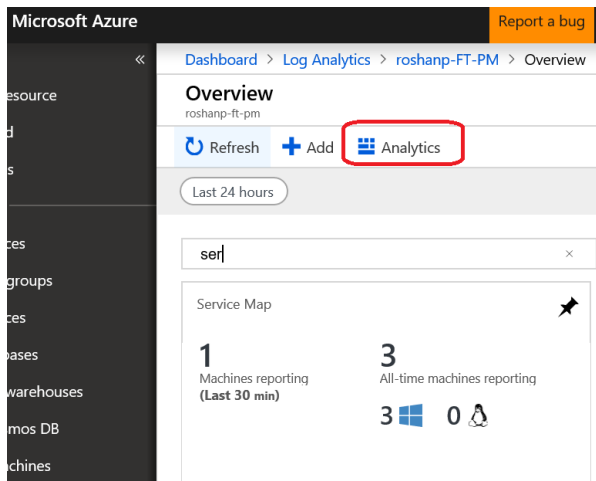 Microsoft Azure
Report a bug
«
Dashboard > Log Analytics > roshanp-FT-PM > Overview
esource
d
s
ces
groups
ces
bases
warehouses
mos DB
chines
Overview
roshanp-ft-pm
Refresh
Add
Analytics
Last 24 hours
ser
×
Service Map
1
Machines reporting
(Last 30 min)
3
All-time machines reporting
3
0